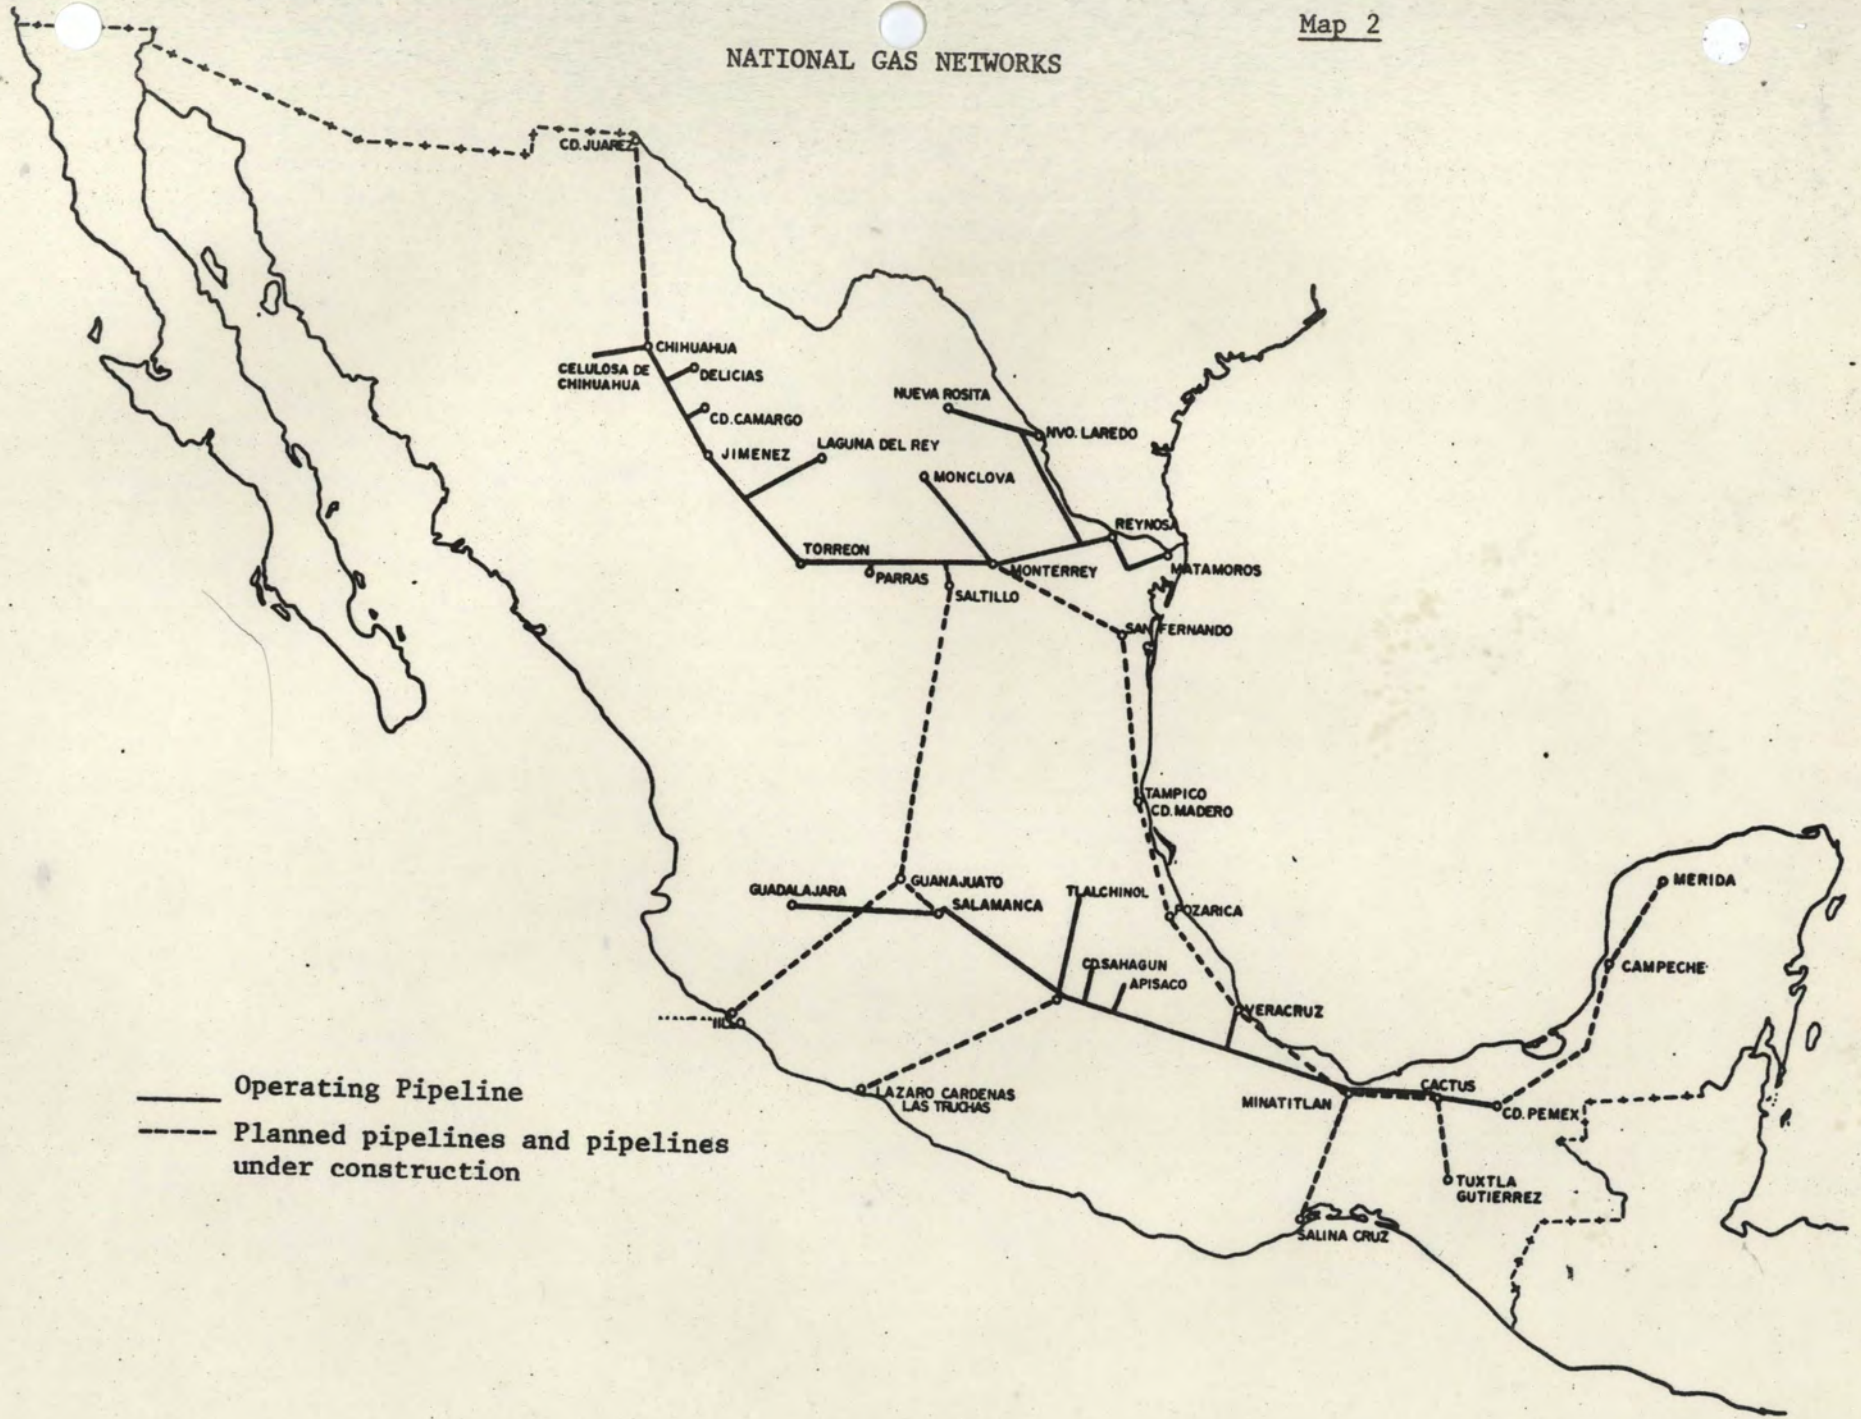 Map 2
NATIONAL GAS NETWORKS
CD. JUAREZ
CHIHUAHUA
CELULOSA DE
CHIHUAHUA
DELICIAS
CD. CAMARGO
JIMENEZ
LAGUNA DEL REY
NUEVA ROSITA
NVO. LAREDO
MONCLOVA
REYNOSA
MATAMOROS
TORREON
PARRAS
MONTERREY
SALTILLO
SAN FERNANDO
TAMPICO
CD. MADERO
GUANAJUATO
GUADALAJARA
SALAMANCA
TLALCHINOL
POZARICA
MERIDA
CD. SAHAGUN
APISACO
CAMPECHE
VERACRUZ
LAZARO CARDENAS
LAS TRUCHAS
MINATITLAN
CACTUS
CD. PEMEX
TUXTLA
GUTIERREZ
SALINA CRUZ
Operating Pipeline
Planned pipelines and pipelines
under construction